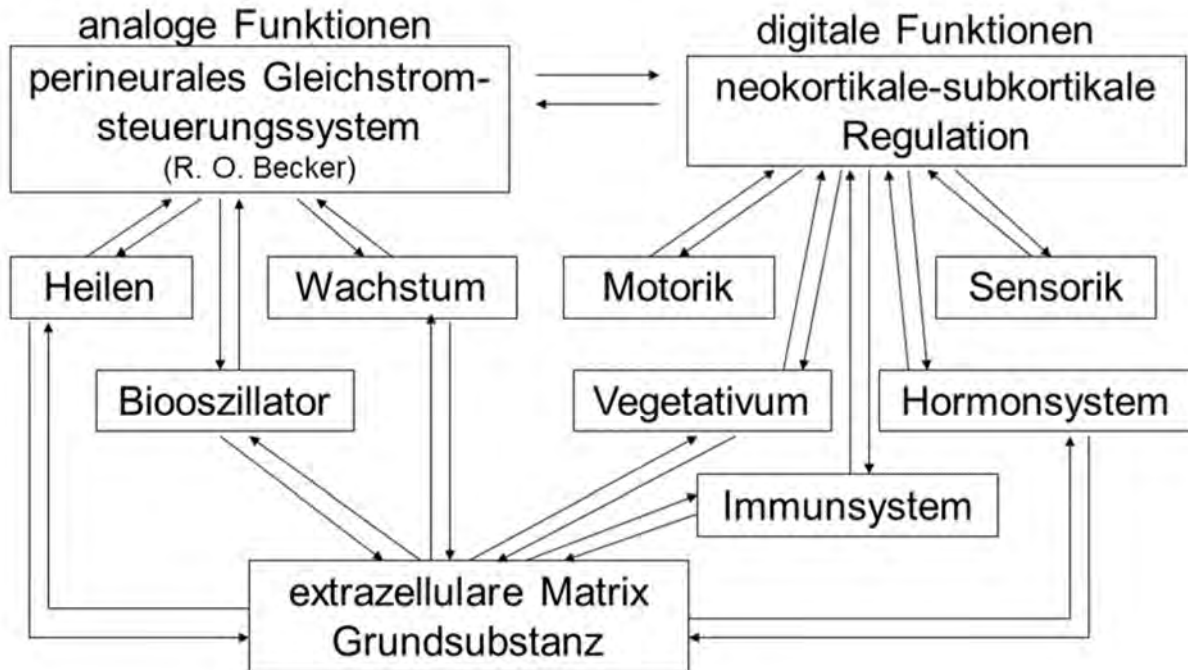 analoge Funktionen
perineurales Gleichstrom-
steuerungssystem
(R. O. Becker)
digitale Funktionen
neokortikale-subkortikale
Regulation
Heilen
Wachstum
Motorik
Sensorik
Biooszillator
Vegetativum
Hormonsystem
Immunsystem
extrazellulare Matrix
Grundsubstanz